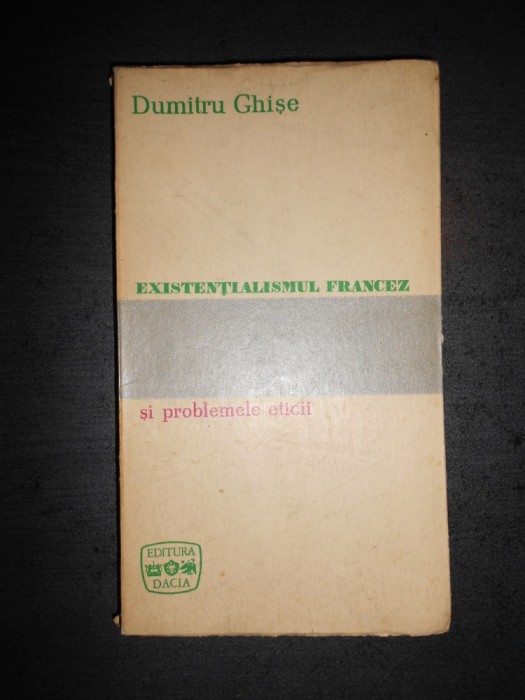 Dumitru Ghișe
EXISTENȚIALISMUL FRANCEZ
și problemele eticii
EDITURA
DACIA